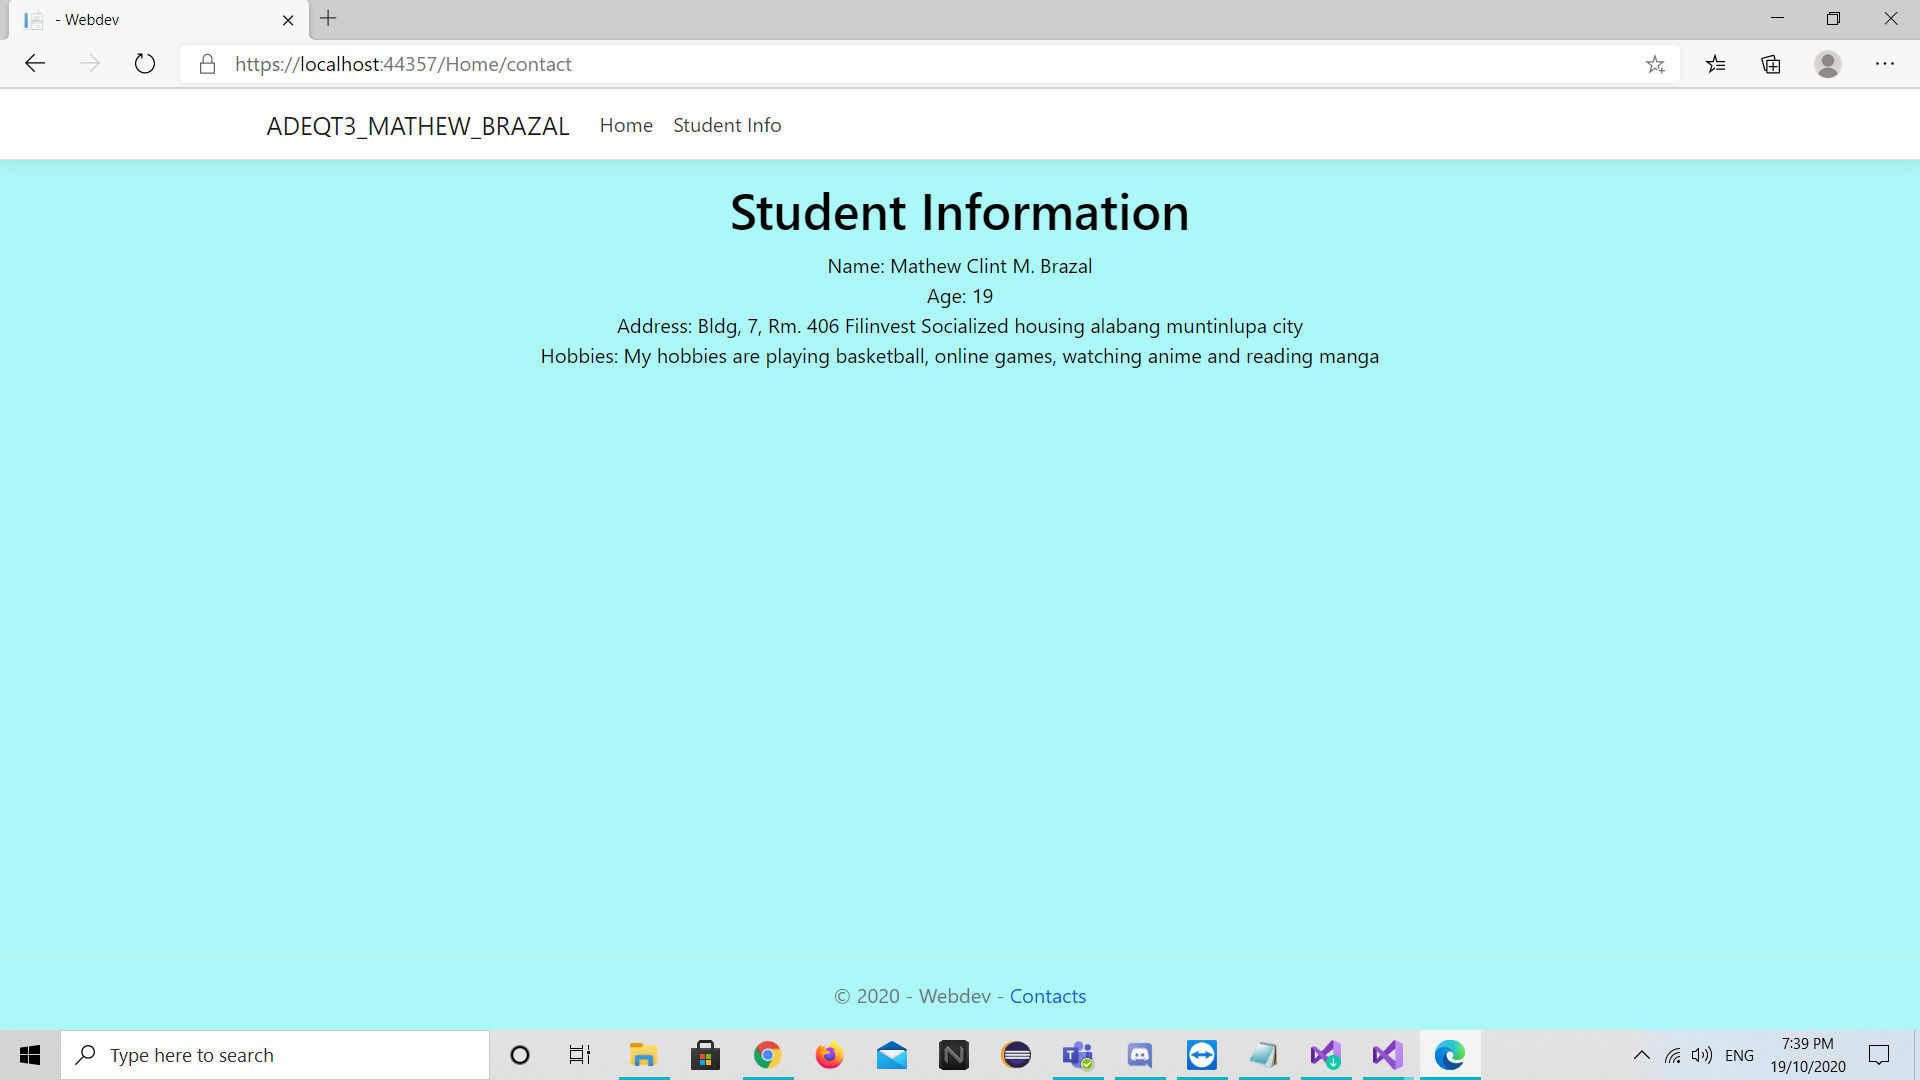 - Webdev
https://localhost:44357/Home/contact
ADEQT3_MATHEW_BRAZAL Home Student Info
Student Information
Name: Mathew Clint M. Brazal
Age: 19
Address: Bldg, 7, Rm. 406 Filinvest Socialized housing alabang muntinlupa city
Hobbies: My hobbies are playing basketball, online games, watching anime and reading manga
© 2020 - Webdev - Contacts
Type here to search
ENG
7:39 PM
19/10/2020